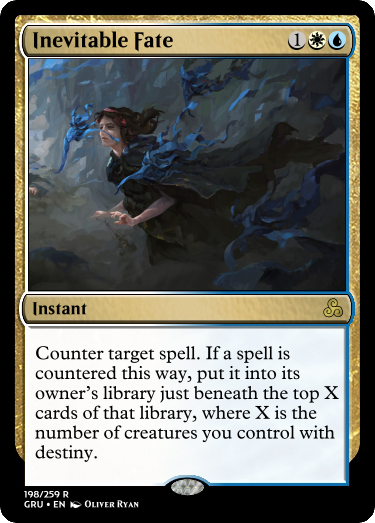 Inevitable Fate 1
Instant
Counter target spell. If a spell is
countered this way, put it into its
owner's library just beneath the top X
cards of that library, where X is the
number of creatures you control with
destiny.
198/259 R
GRU • EN Oliver Ryan